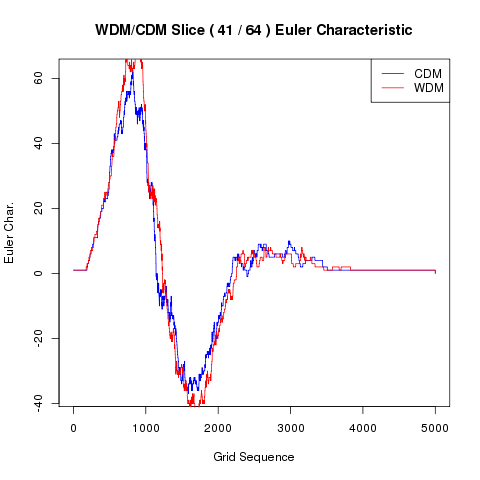 WDM/CDM Slice ( 41 / 64 ) Euler Characteristic
CDM
WDM
Euler Char.
60
40
20
0
-20
-40
0 1000 2000 3000 4000 5000
Grid Sequence